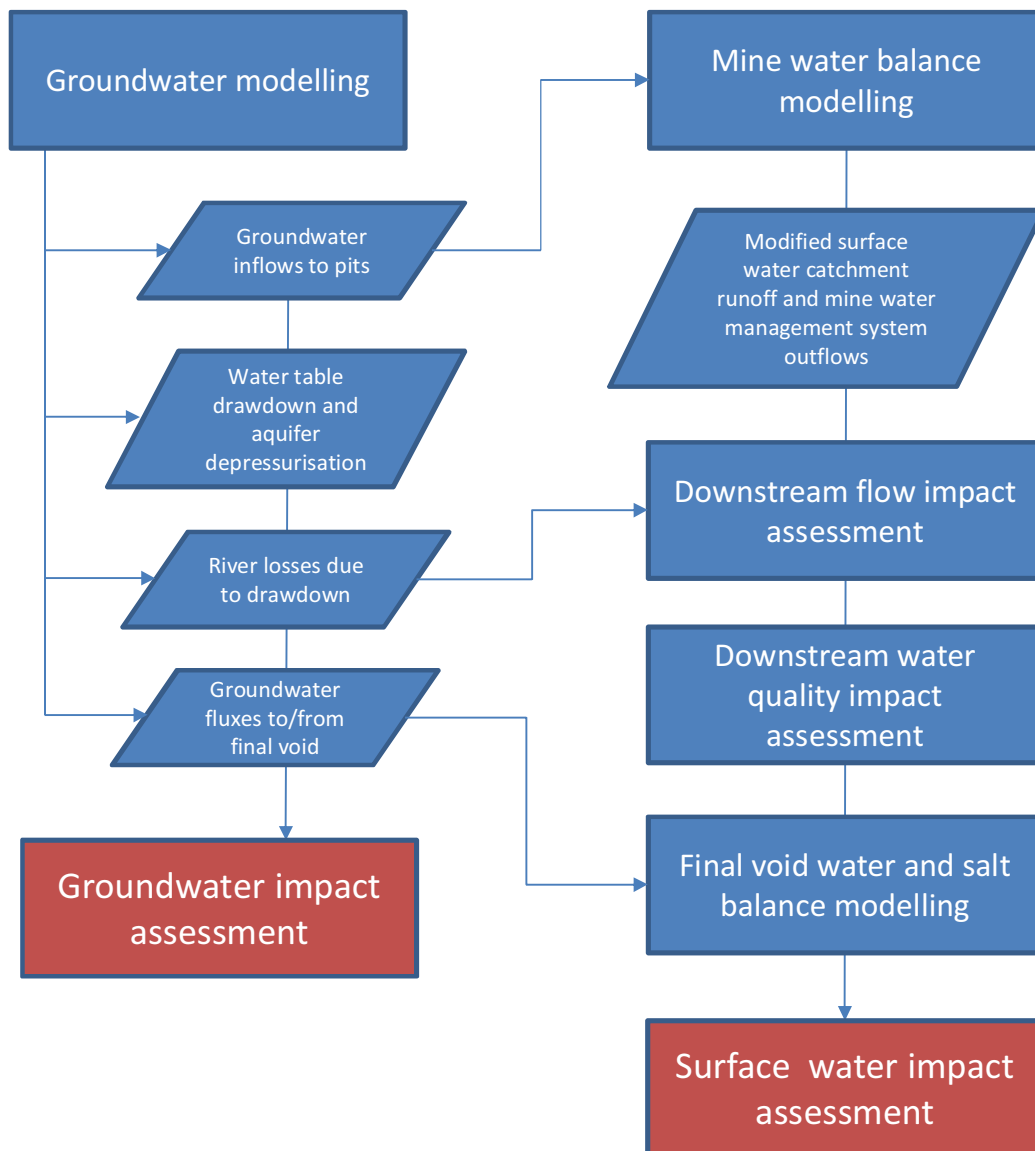 Groundwater modelling
Groundwater
inflows to pits
Water table
drawdown and
aquifer
depressurisation
River losses due
to drawdown
Groundwater
fluxes to/from
final void
Groundwater impact
assessment
Mine water balance
modelling
Modified surface
water catchment
runoff and mine water
management system
outflows
Downstream flow impact
assessment
Downstream water
quality impact
assessment
Final void water and salt
balance modelling
Surface water impact
assessment